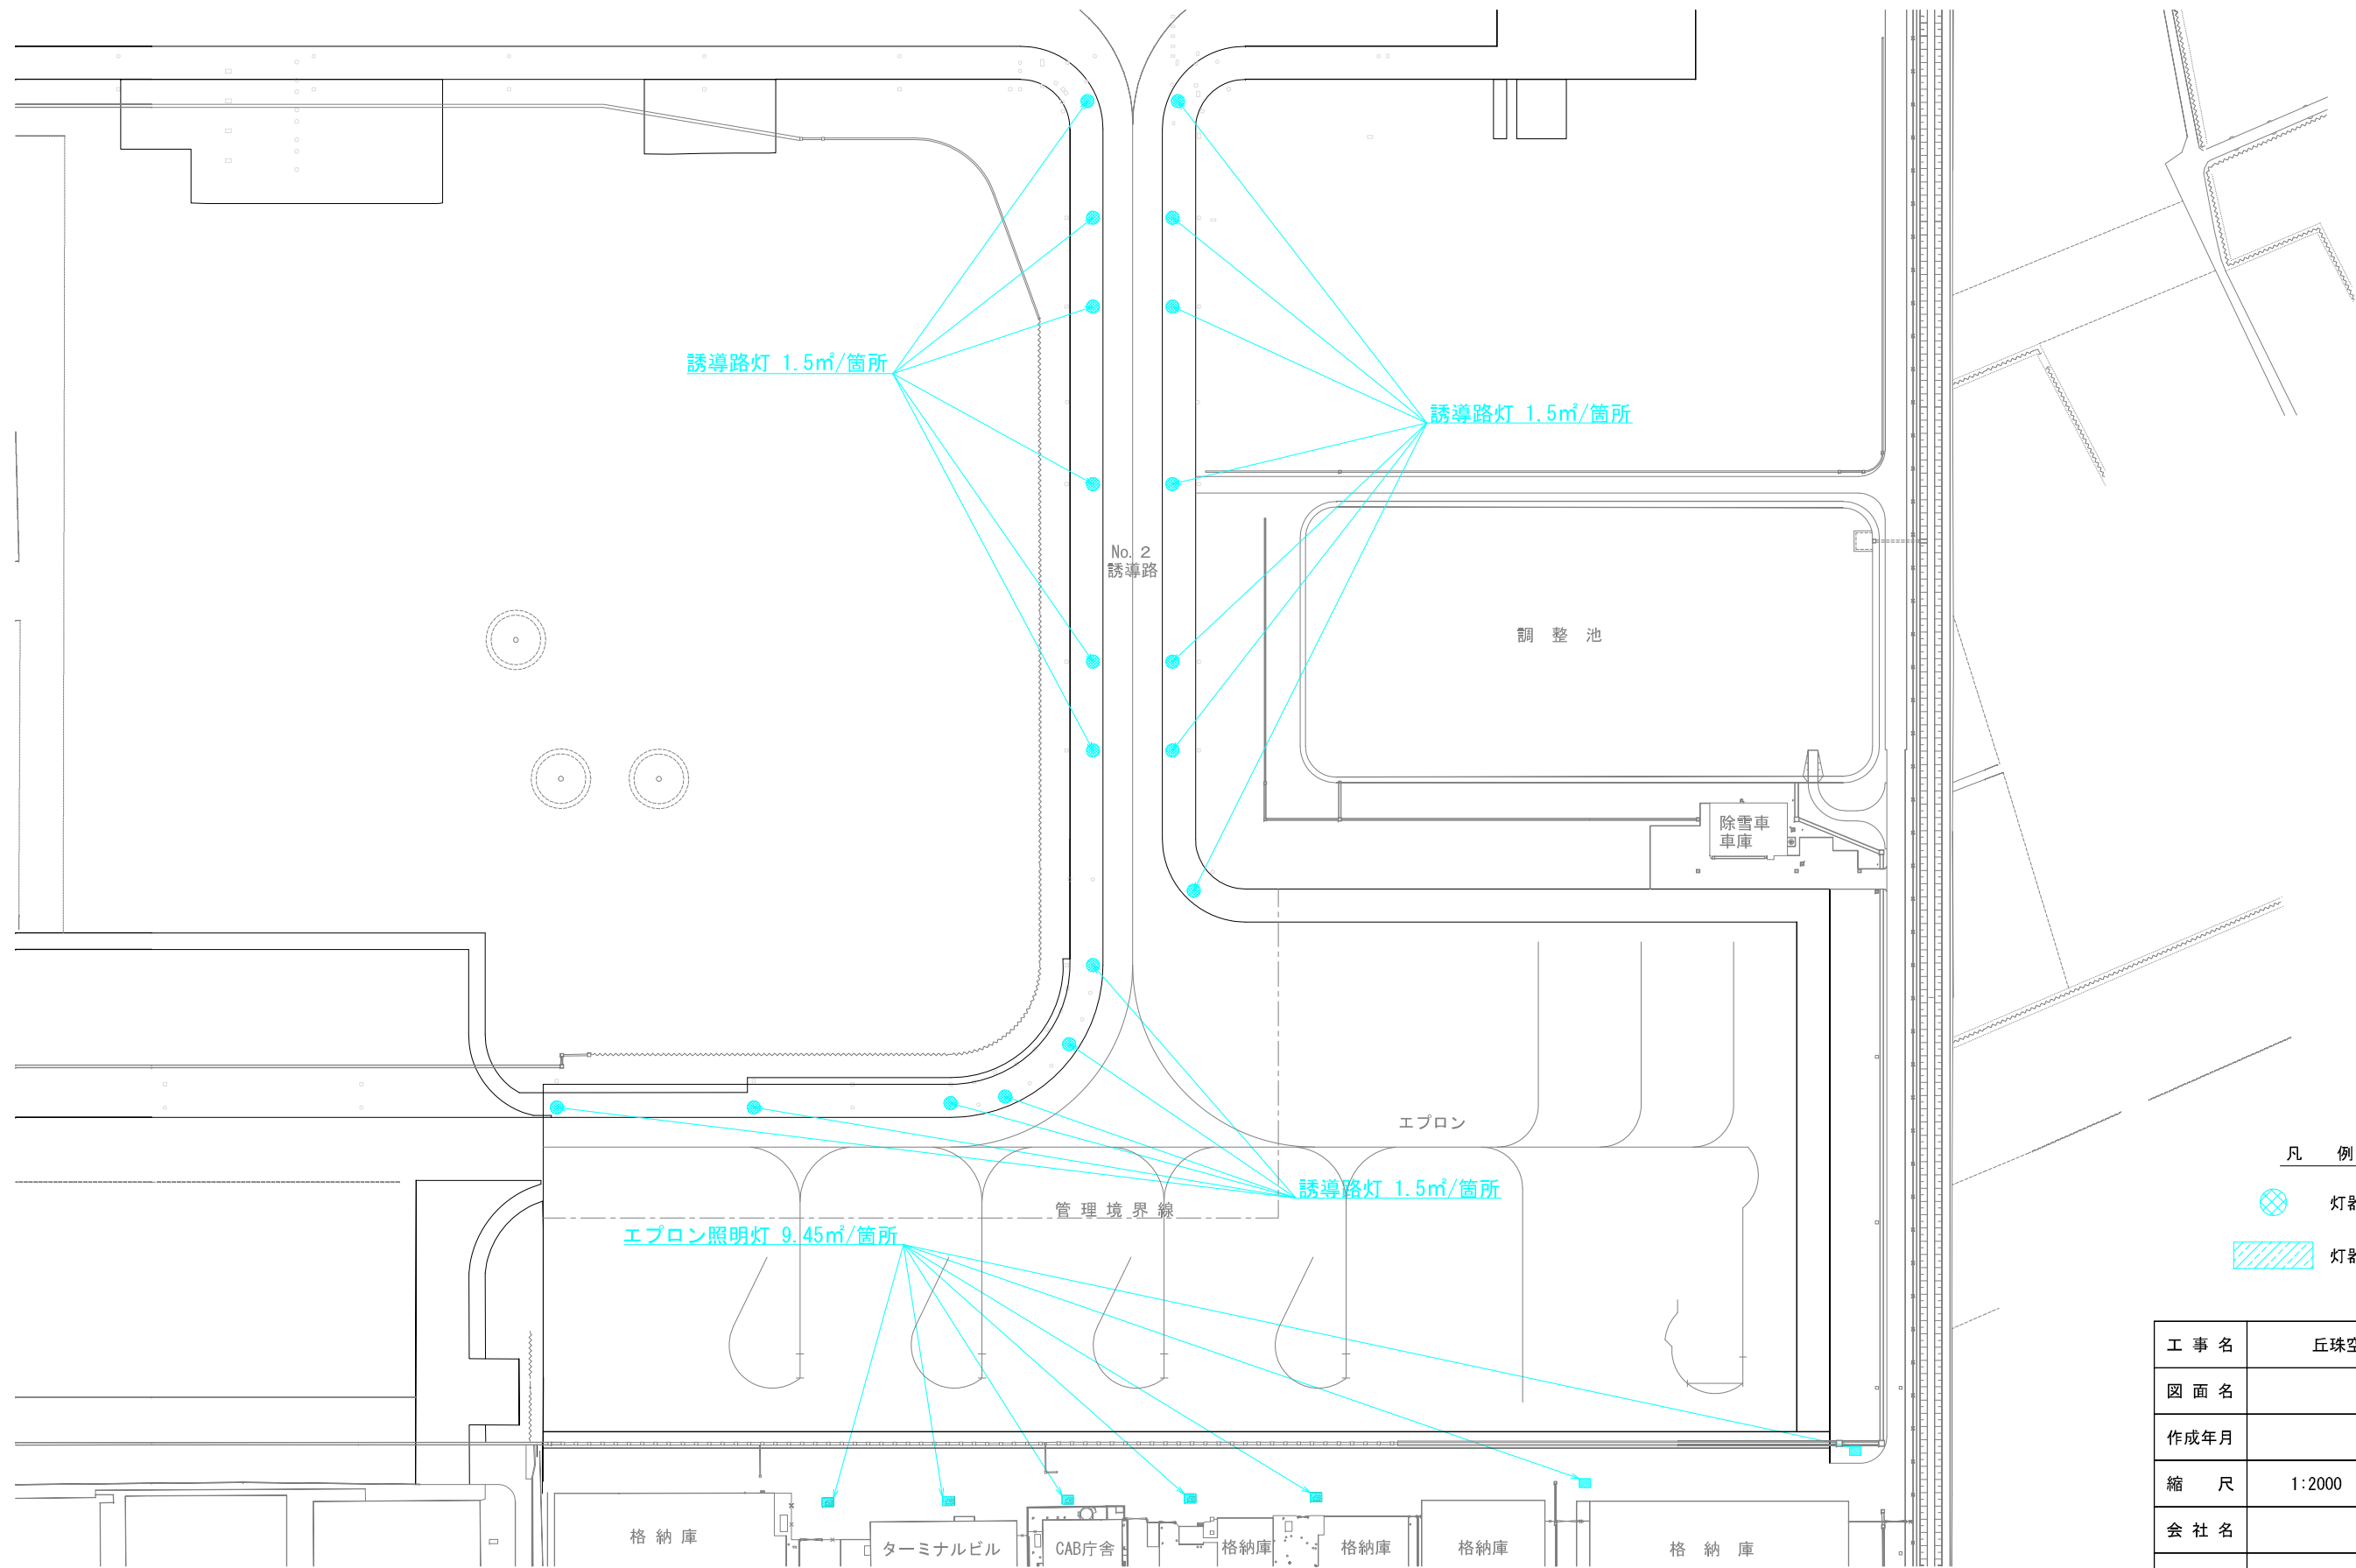 誘導路灯 1.5㎡/箇所
誘導路灯 1.5㎡/箇所
No.2
誘導路
調 整 池
除雪車
車庫
エプロン
誘導路灯 1.5㎡/箇所
管 理 境 界 線
エプロン照明灯 9.45㎡/箇所
凡 例
灯器
灯器
工 事 名 丘珠空
図 面 名
作成年月
縮 尺 1:2000
会 社 名
格 納 庫
ターミナルビル
CAB庁舎
格納庫
格納庫
格納庫
格 納 庫